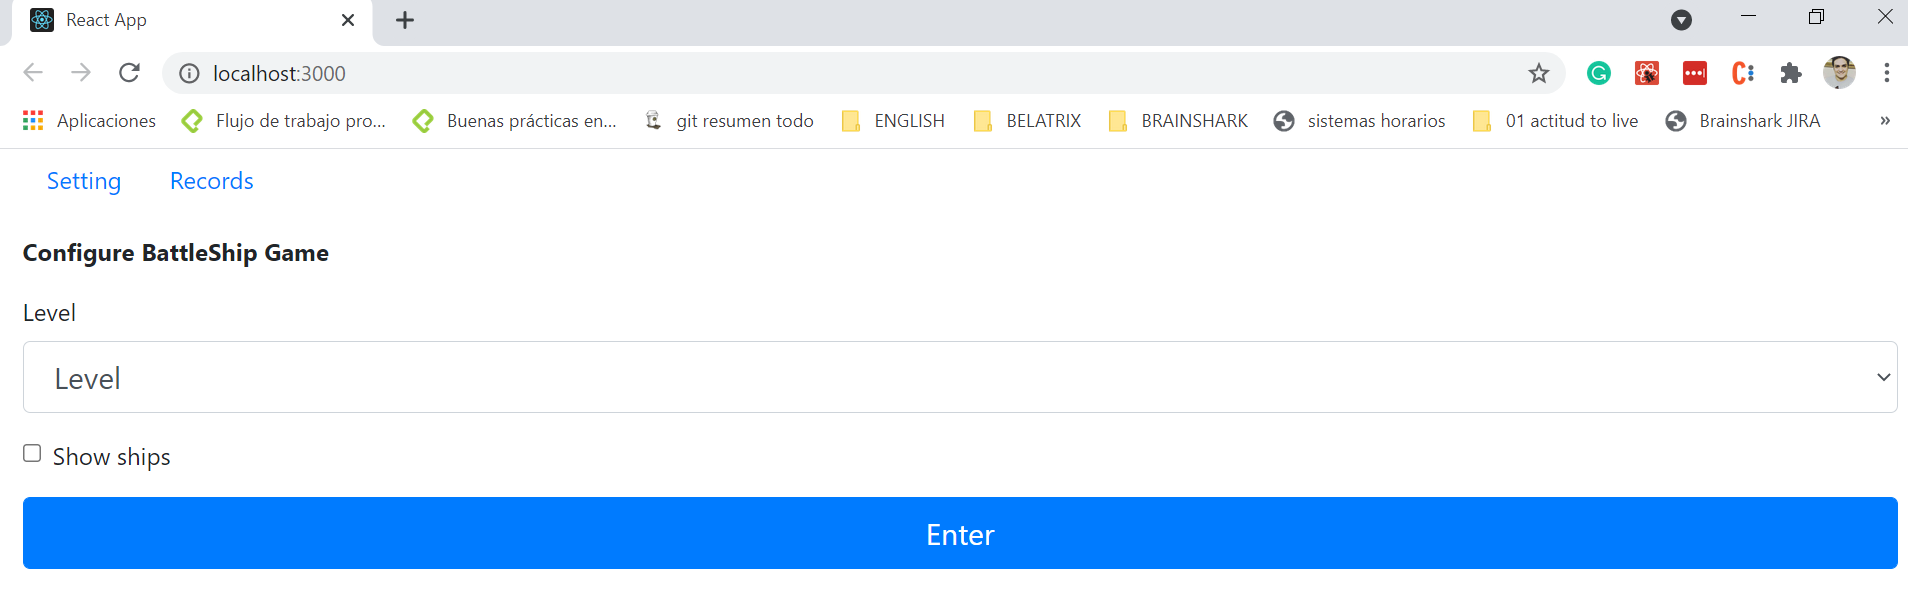 React App
localhost:3000
Aplicaciones Flujo de trabajo pro... Buenas prácticas en... git resumen todo ENGLISH BELATRIX BRAINSHARK sistemas horarios 01 actitud to live Brainshark JIRA »
Setting Records
Configure BattleShip Game
Level
Level
Show ships
Enter